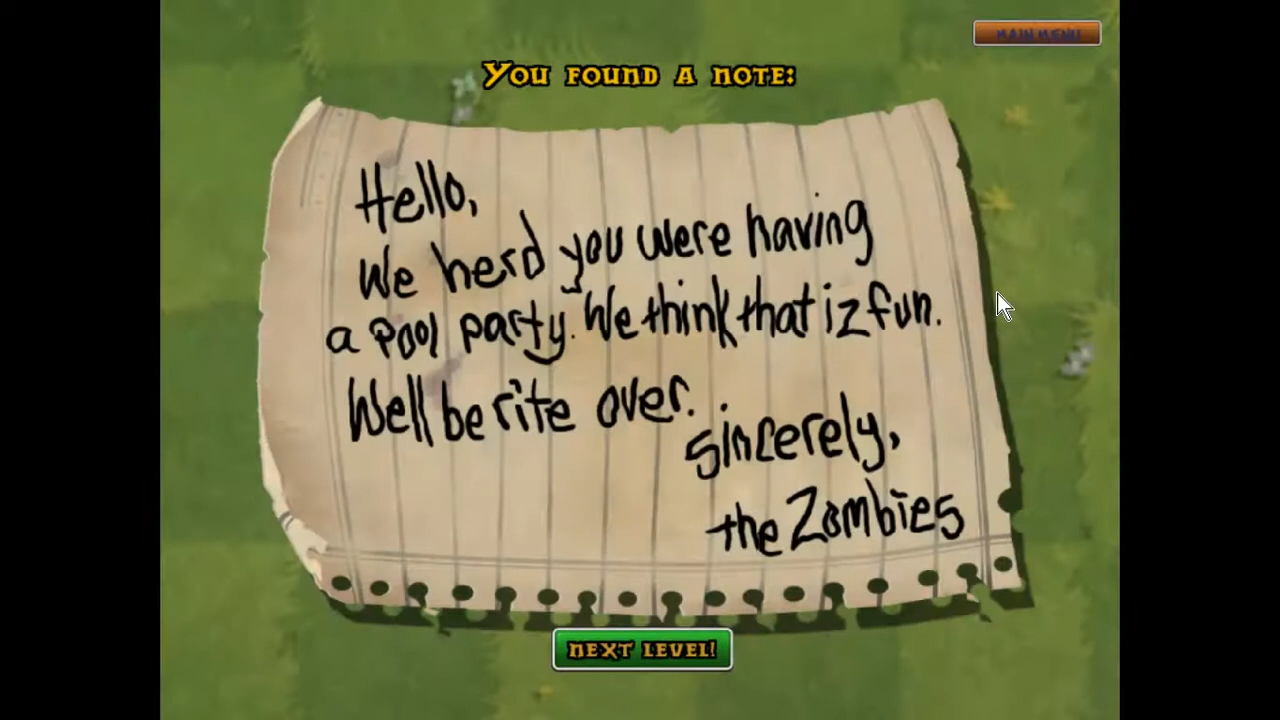 MAIN MENU
YOU FOUND A NOTE:
Hello,
We herd you were having
a pool party. We think that iz fun.
Well be rite over.
Sincerely,
the Zombies
NEXT LEVEL!